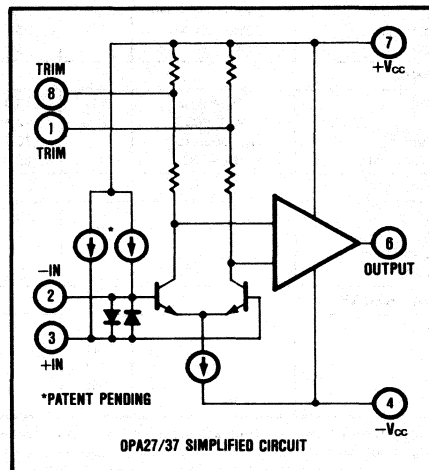 7
+VCC
TRIM
8
1
TRIM
*
-IN
2
3
+IN
6
OUTPUT
*PATENT PENDING
4
-VCC
OPA27/37 SIMPLIFIED CIRCUIT